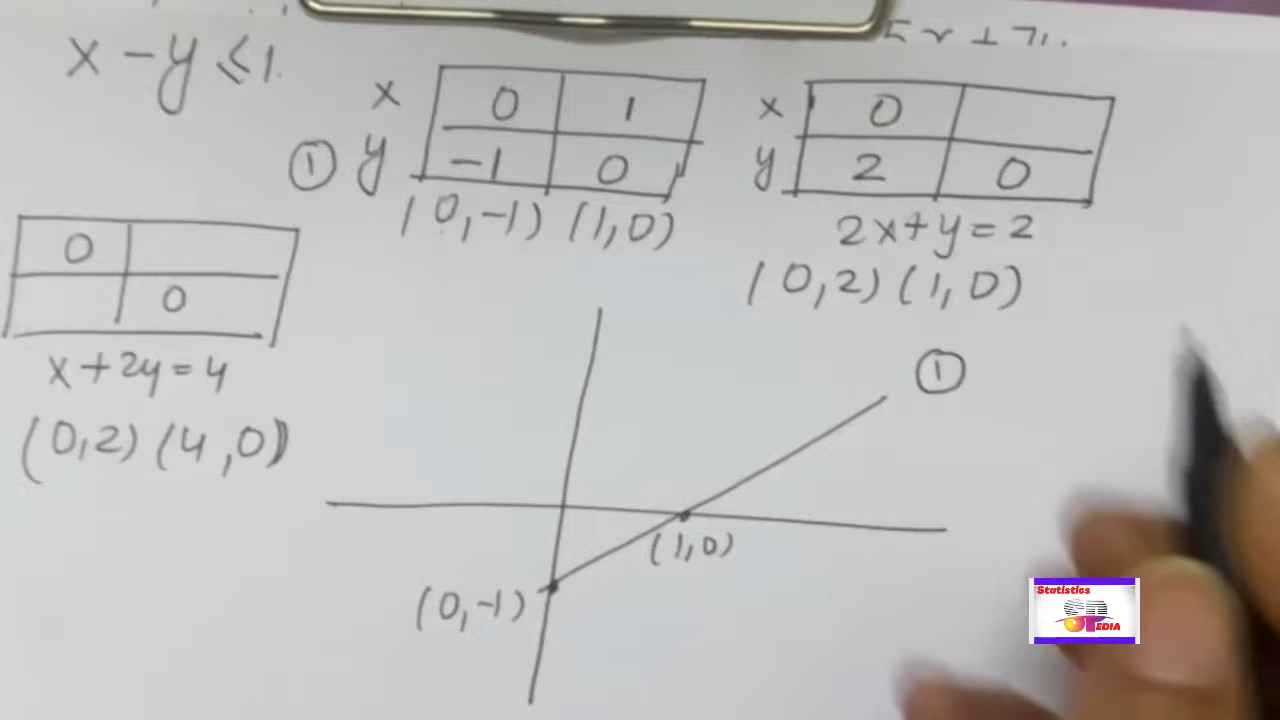 x - y ≤ 1.
x 0 1
① y -1 0
(0,-1) (1,0)
x 0
y 2 0
2x+y=2
(0,2) (1,0)
0
0
x+2y=4
(0,2) (4,0)
①
(1,0)
(0,-1)
Statistics
PEDIA